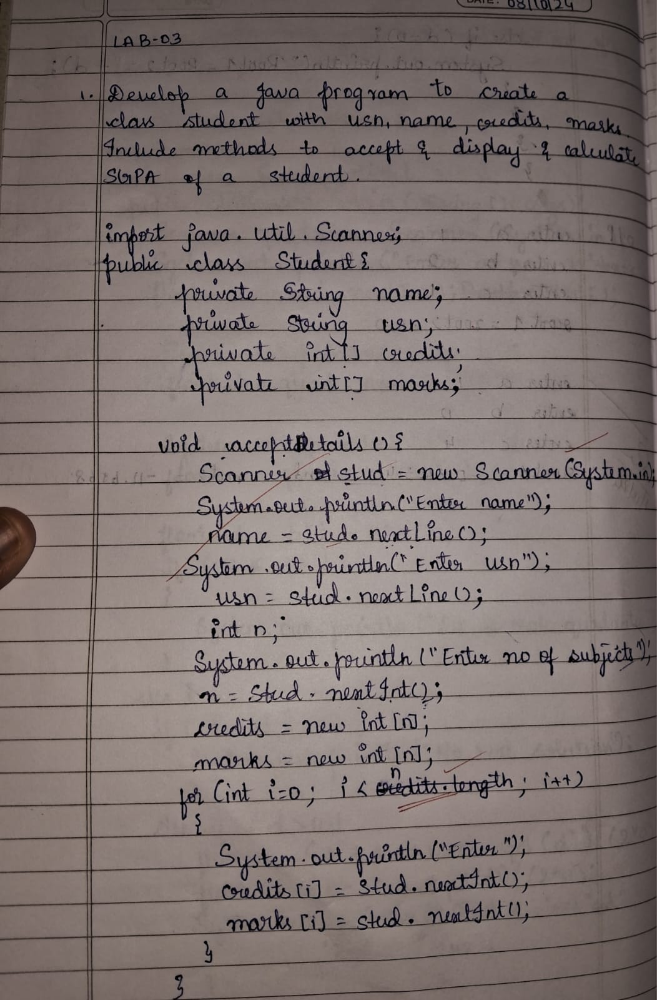 DATE: 08/10/24
LAB-03
1. Develop a Java program to create a
class student with usn, name, credits, marks.
Include methods to accept & display & calculate
SGPA of a student.
import java. util. Scanner;
public class Student {
private String name;
private String usn;
private int [] credits;
private int[] marks;
void acceptDetails () {
Scanner stud = new Scanner (System.in);
System.out.println("Enter name");
name = stud. nextLine ();
System.out.println(" Enter usn");
usn = stud. nextLine ();
int n;
System.out.println ("Enter no of subjects");
n = stud. nextInt();
credits = new int [n];
marks = new int [n];
for (int i=0; i < n credits.length; i++)
{
System.out.println ("Enter");
credits [i] = stud. nextInt();
marks [i] = stud. nextInt();
}
}